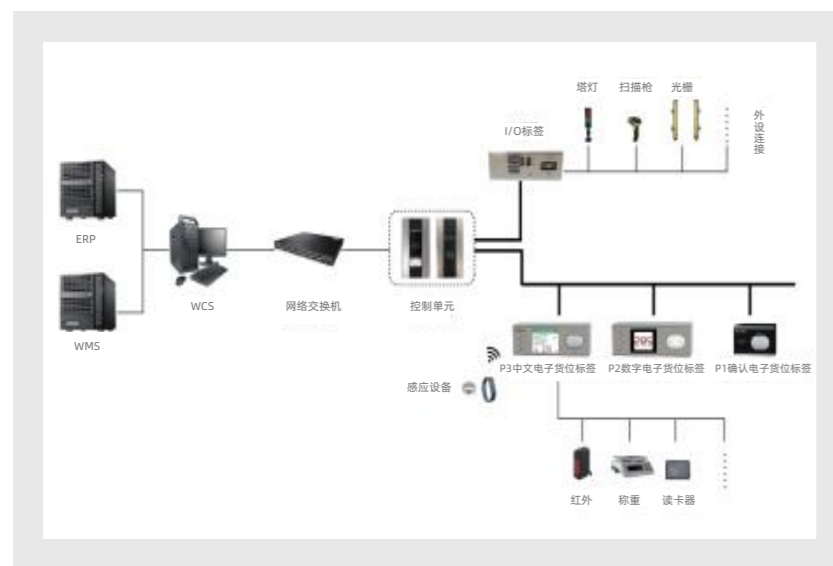 塔灯
扫描枪
光栅
外设连接
I/O标签
ERP
WCS
网络交换机
控制单元
WMS
P3中文电子货位标签
P2数字电子货位标签
P1确认电子货位标签
感应设备
红外
称重
读卡器